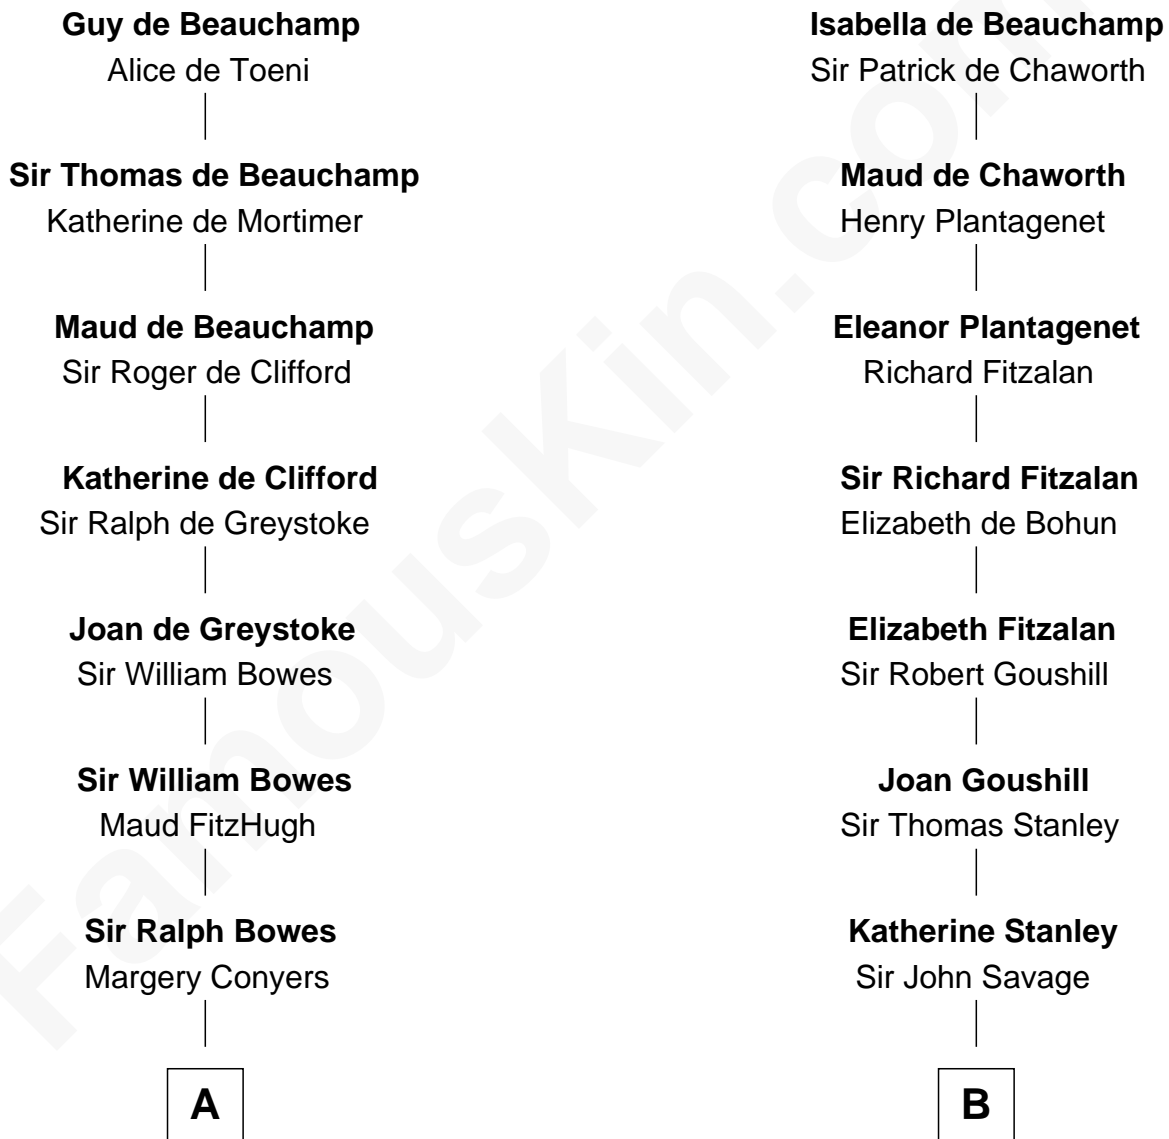 Guy de Beauchamp
Alice de Toeni
Sir Thomas de Beauchamp
Katherine de Mortimer
Maud de Beauchamp
Sir Roger de Clifford
Katherine de Clifford
Sir Ralph de Greystoke
Joan de Greystoke
Sir William Bowes
Sir William Bowes
Maud FitzHugh
Sir Ralph Bowes
Margery Conyers
A
Isabella de Beauchamp
Sir Patrick de Chaworth
Maud de Chaworth
Henry Plantagenet
Eleanor Plantagenet
Richard Fitzalan
Sir Richard Fitzalan
Elizabeth de Bohun
Elizabeth Fitzalan
Sir Robert Goushill
Joan Goushill
Sir Thomas Stanley
Katherine Stanley
Sir John Savage
B
FamousKin.com